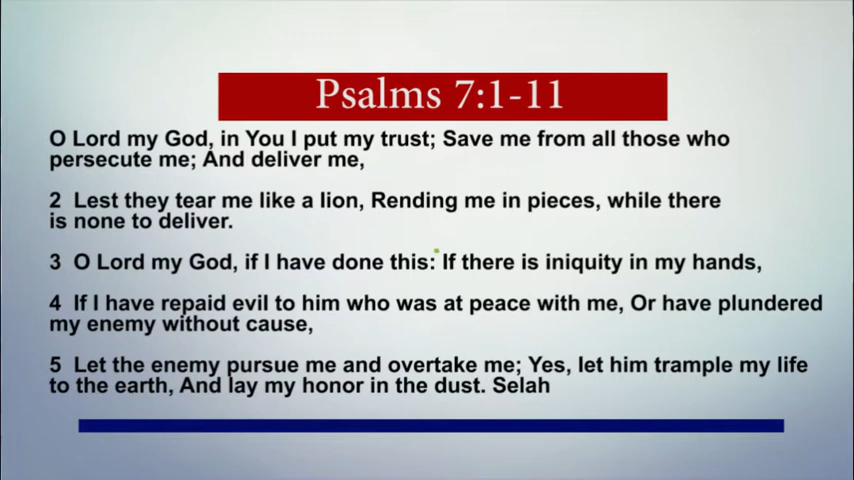 Psalms 7:1-11
O Lord my God, in You I put my trust; Save me from all those who
persecute me; And deliver me,
2 Lest they tear me like a lion, Rending me in pieces, while there
is none to deliver.
3 O Lord my God, if I have done this: If there is iniquity in my hands,
4 If I have repaid evil to him who was at peace with me, Or have plundered
my enemy without cause,
5 Let the enemy pursue me and overtake me; Yes, let him trample my life
to the earth, And lay my honor in the dust. Selah